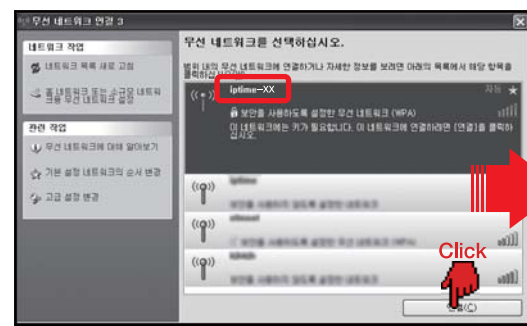 무선 네트워크 연결 3
네트워크 작업
네트워크 목록 새로 고침
홈 네트워크 또는 소규모 네트워
크용 무선 네트워크 설정
관련 작업
무선 네트워크에 대해 알아보기
기본 설정 네트워크의 순서 변경
고급 설정 변경
무선 네트워크를 선택하십시오.
범위 내의 무선 네트워크에 연결하거나 자세한 정보를 보려면 아래의 목록에서 해당 항목을
클릭하십시오
iptime-XX
자동
보안을 사용하도록 설정한 무선 네트워크 (WPA)
이 네트워크에는 키가 필요합니다. 이 네트워크에 연결하려면 [연결]을 클릭하
십시오.
Click
(C)